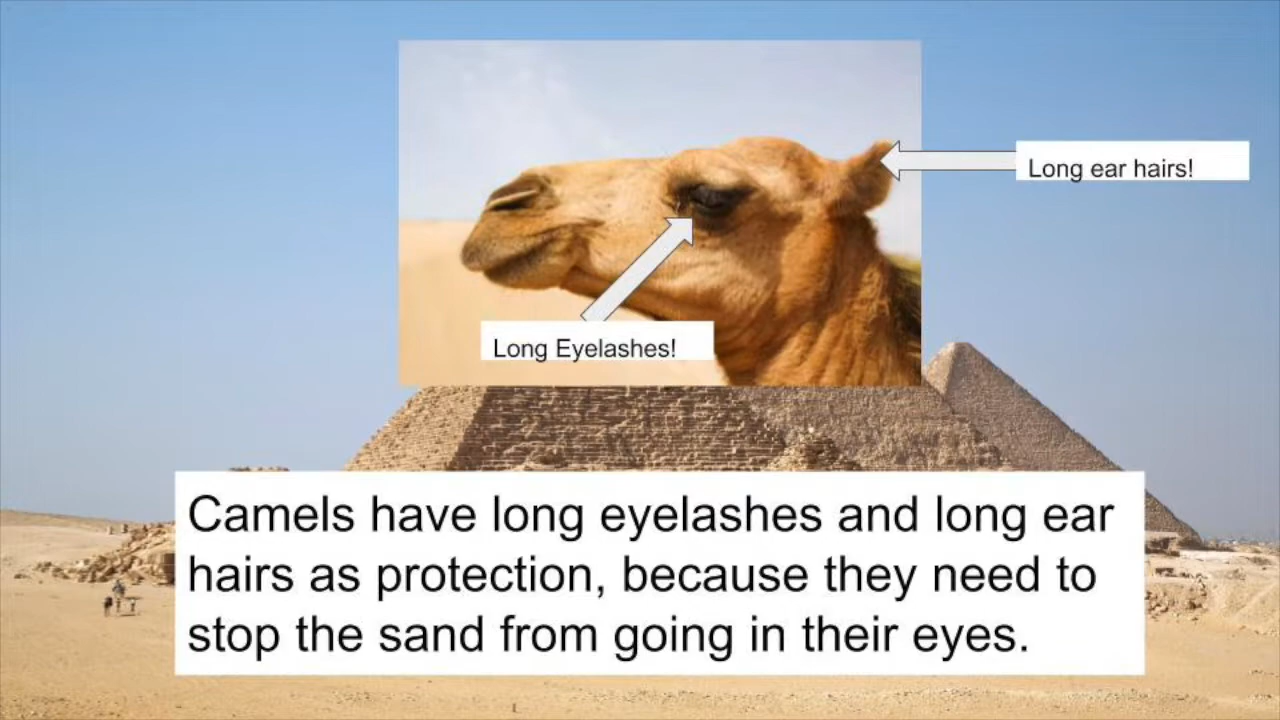 Long ear hairs!
Long Eyelashes!
Camels have long eyelashes and long ear
hairs as protection, because they need to
stop the sand from going in their eyes.